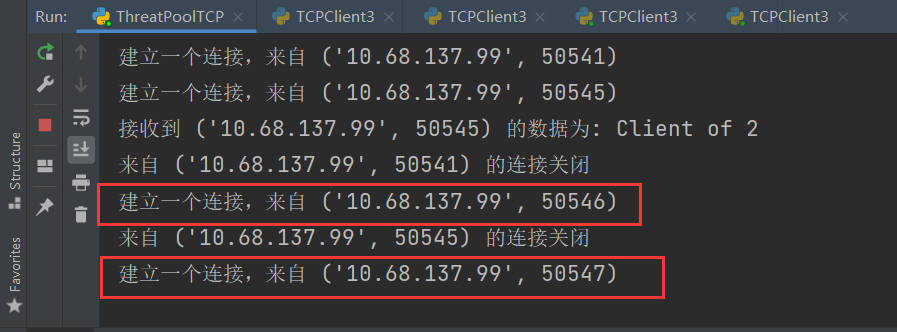 Run: ThreatPoolTCP × TCPClient3 × TCPClient3 × TCPClient3 × TCPClient3 ×
建立一个连接，来自 ('10.68.137.99', 50541)
建立一个连接，来自 ('10.68.137.99', 50545)
接收到 ('10.68.137.99', 50545) 的数据为: Client of 2
来自 ('10.68.137.99', 50541) 的连接关闭
建立一个连接，来自 ('10.68.137.99', 50546)
来自 ('10.68.137.99', 50545) 的连接关闭
建立一个连接，来自 ('10.68.137.99', 50547)
Structure
Favorites